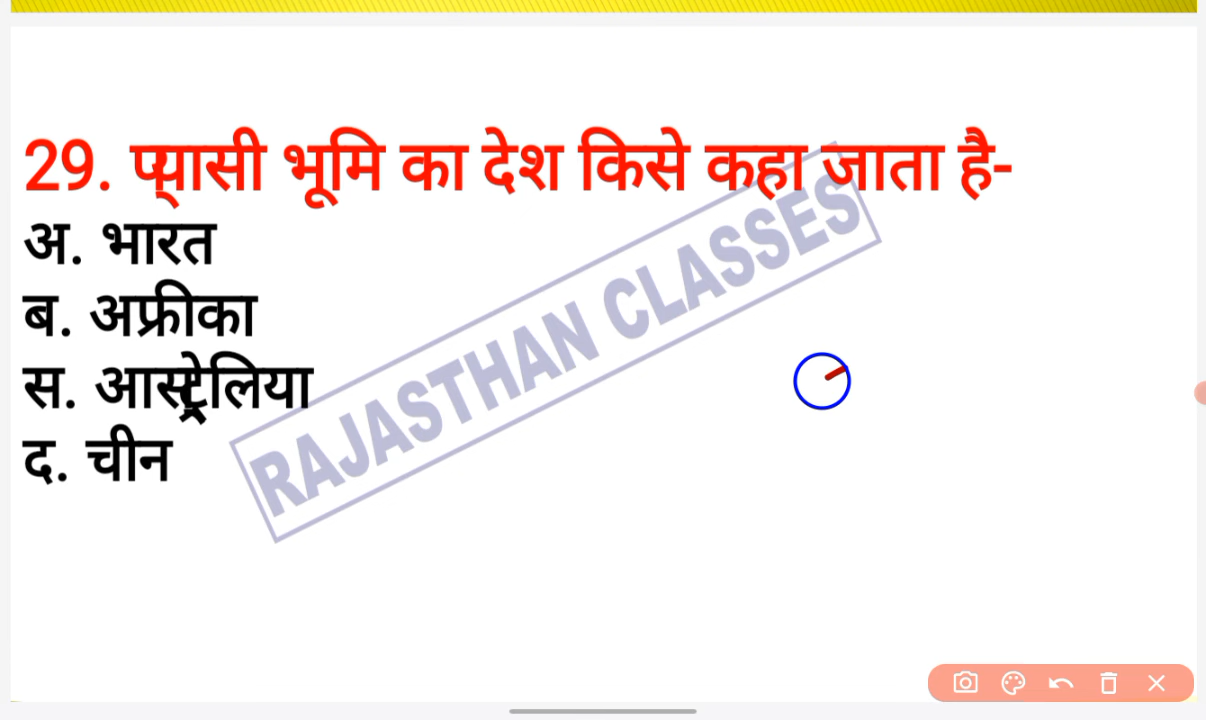 29. प्यासी भूमि का देश किसे कहा जाता है-
अ. भारत
ब. अफ्रीका
स. आस्ट्रेलिया
द. चीन
RAJASTHAN CLASSES